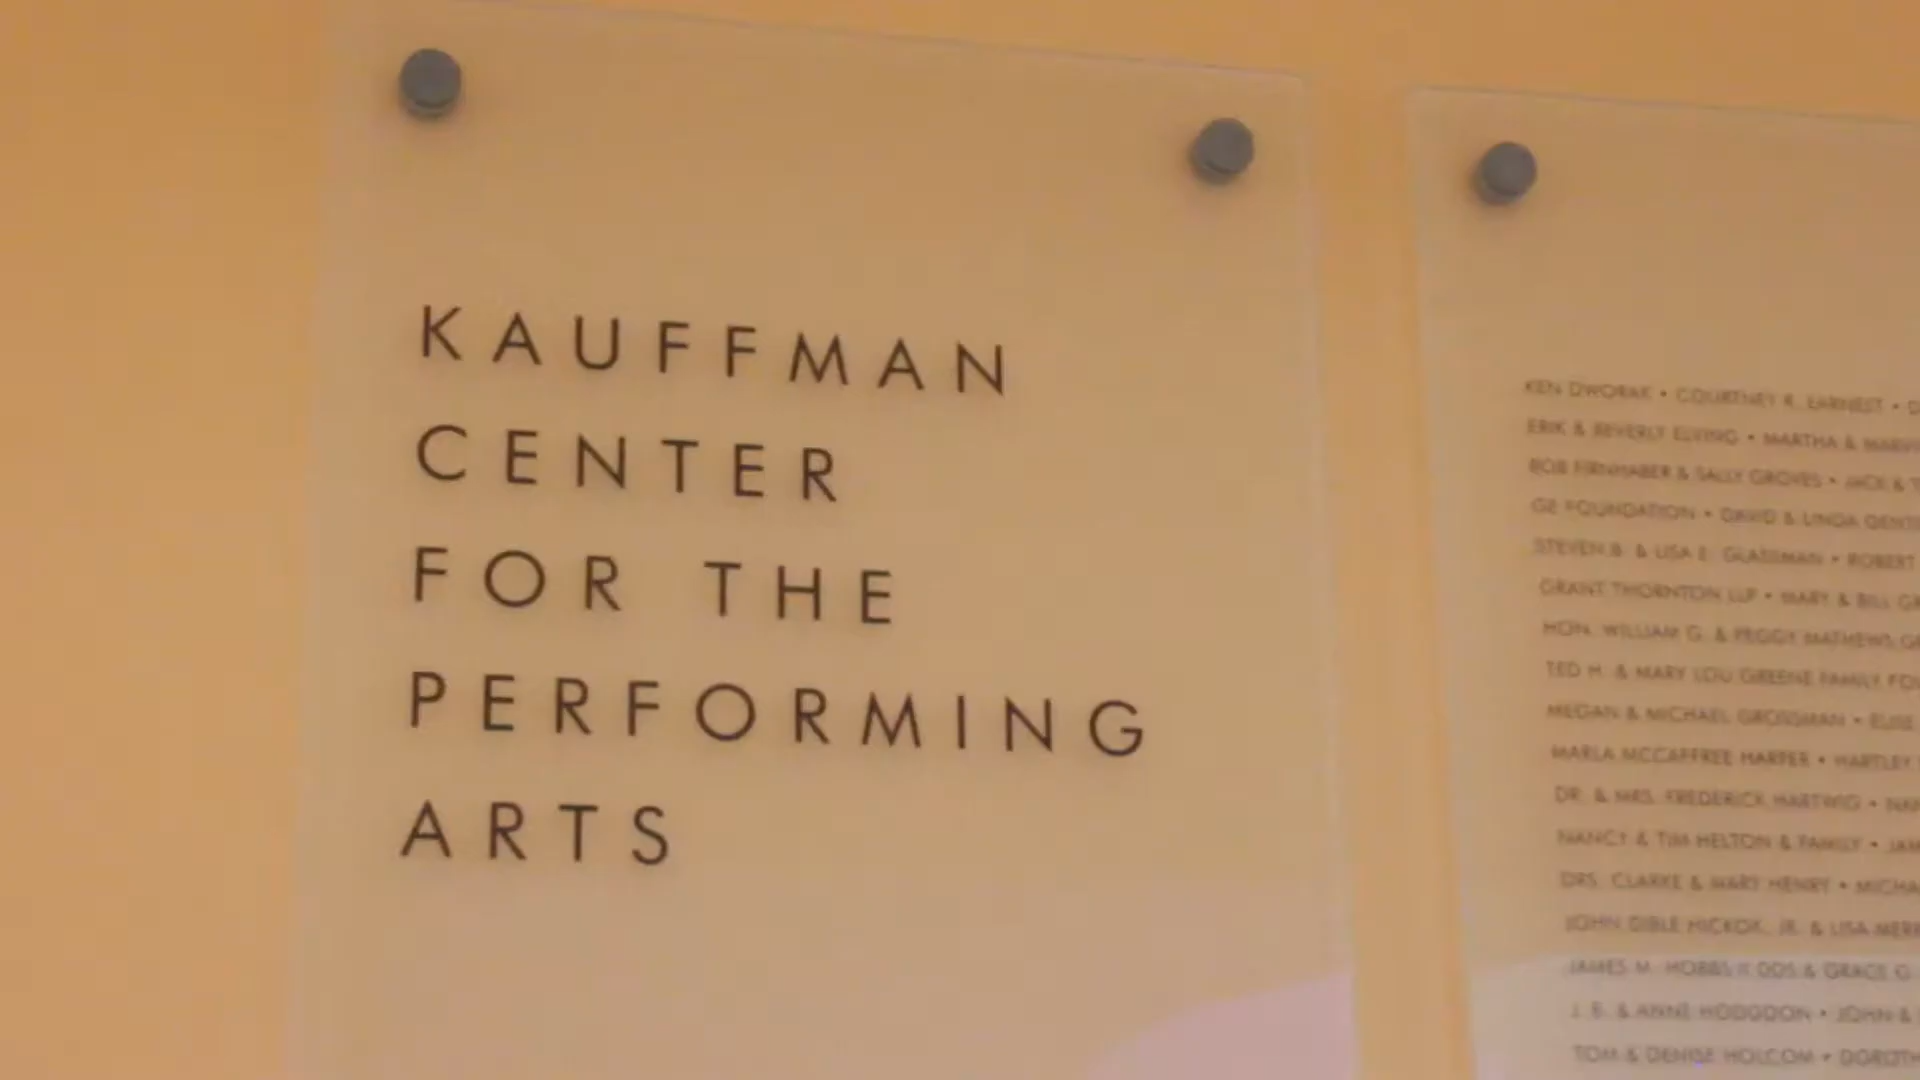 KAUFFMAN
CENTER
FOR THE
PERFORMING
ARTS
KEN DWORAK • COURTNEY R. EARNEST •
ERIK & BEVERLY ELVING • MARTHA &
BOB FIRNHABER & SALLY GROVES • JACK &
GE FOUNDATION • DAVID & LINDA
STEVEN B. & LISA E. GLASSMAN • ROBERT
GRANT THORNTON LLP • MARY & BILL
HON. WILLIAM G. & PEGGY MATHEWS
TED H. & MARY LOU GREENE FAMILY
MEGAN & MICHAEL GROSSMAN • ELISE
MARLA MCCAFFREE HARPER • HARTLEY
DR. & MRS. FREDERICK HARTWIG •
NANCY & TIM HELTON & FAMILY •
DRS. CLARKE & MARY HENRY •
JOHN DIBLE HICKOK, JR. & LISA
JAMES M. HOBBS II DDS & GRACE G.
J. B. & ANNE HODGDON • JOHN &
TOM & DENISE HOLCOM •